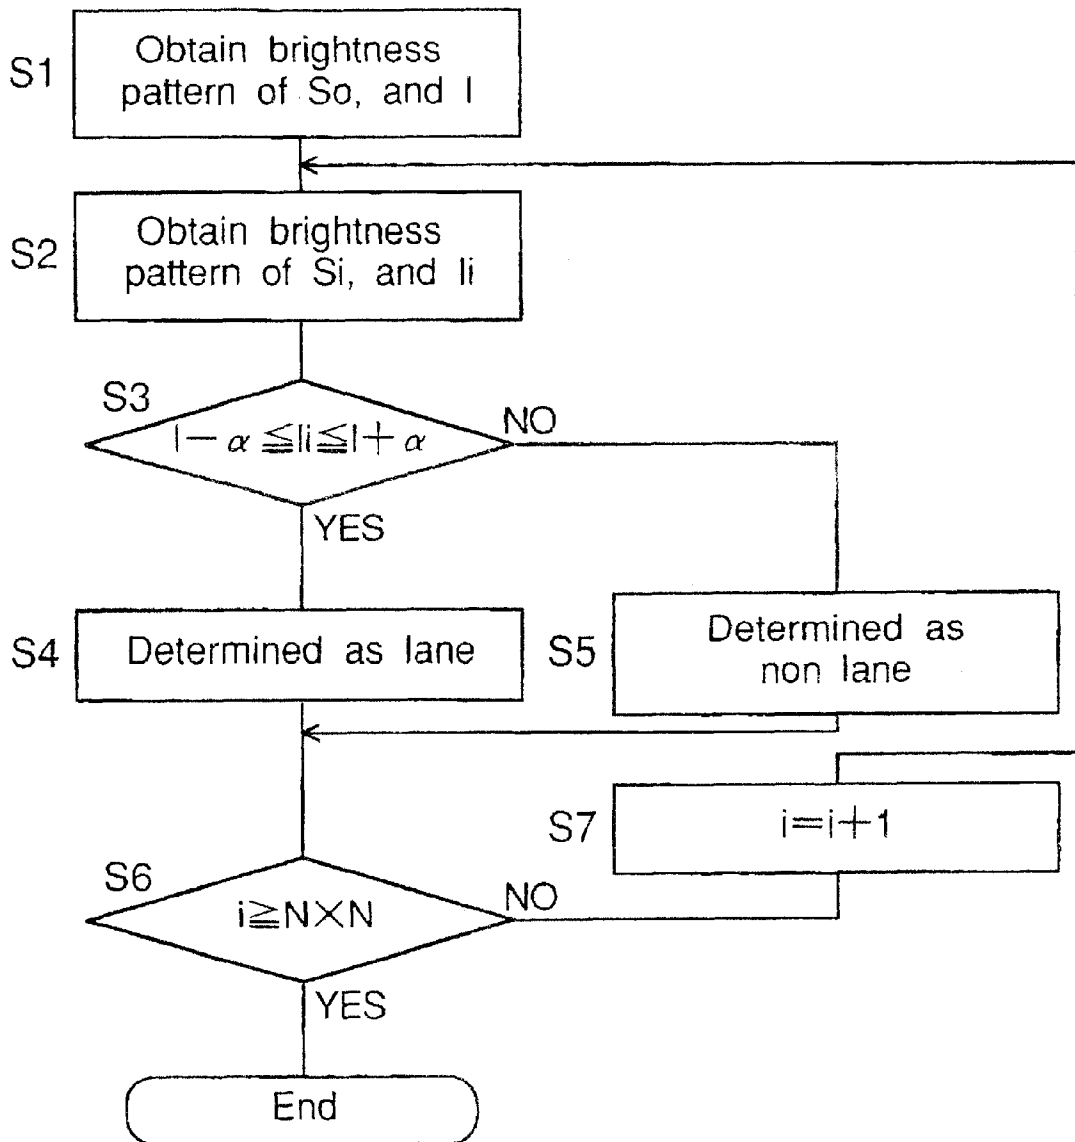 S1
Obtain brightness
pattern of So, and I
S2
Obtain brightness
pattern of Si, and Ii
S3
I－α≦Ii≦I＋α
NO
YES
S4
Determined as lane
S5
Determined as
non lane
S7
i=i+1
S6
i≧N×N
NO
YES
End